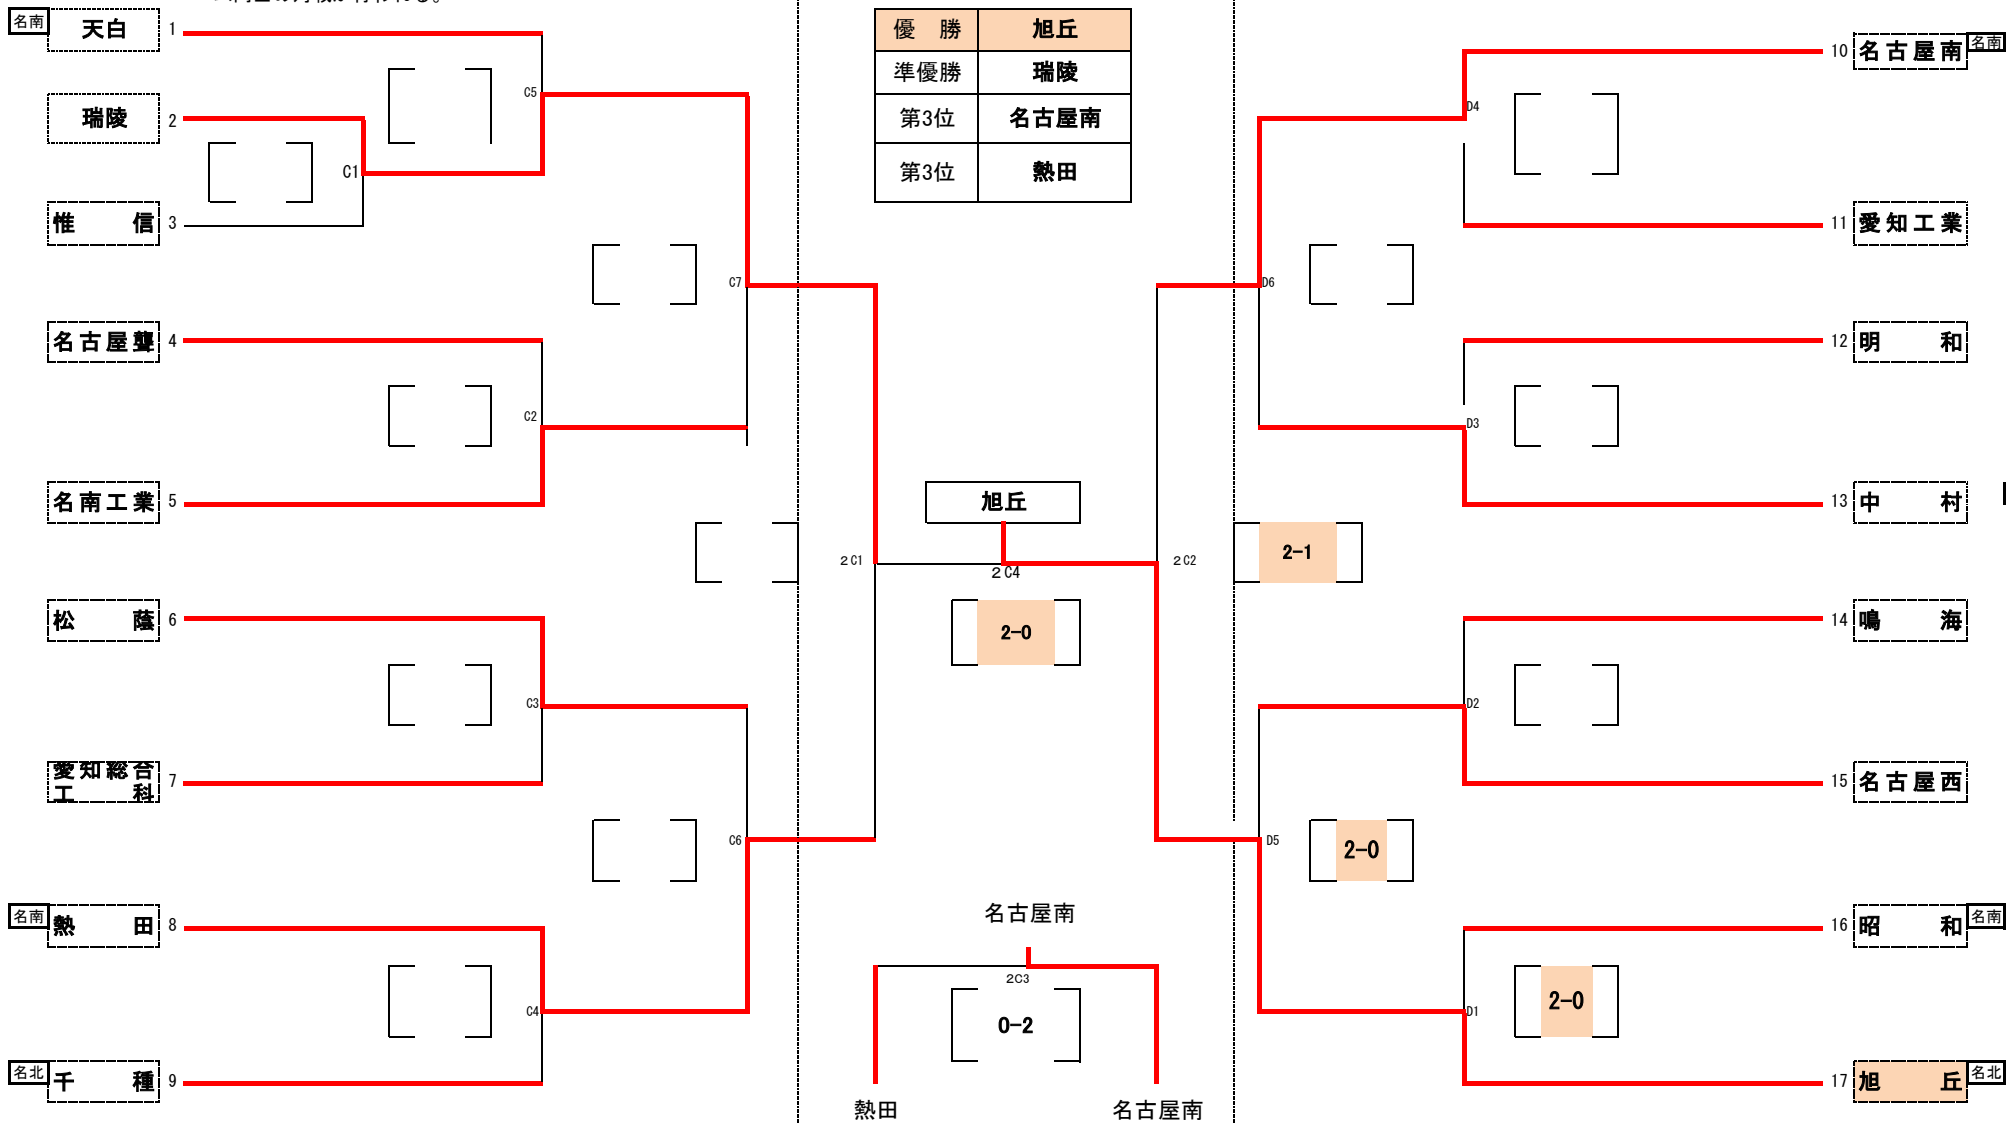 名南
天白 1
瑞陵 2
惟信 3
名古屋聾 4
名南工業 5
松蔭 6
愛知総合
工科 7
名南
熱田 8
名北
千種 9
C1
C5
C2
C3
C4
C7
C6
優勝 旭丘
準優勝 瑞陵
第3位 名古屋南
第3位 熱田
旭丘
2C1
2C4
2C2
2-0
2-1
名古屋南
2C3
0-2
熱田
名古屋南
D6
D5
2-0
D4
D3
D2
D1
2-0
10 名古屋南
名南
11 愛知工業
12 明和
13 中村
14 鳴海
15 名古屋西
16 昭和
名南
17 旭丘
名北